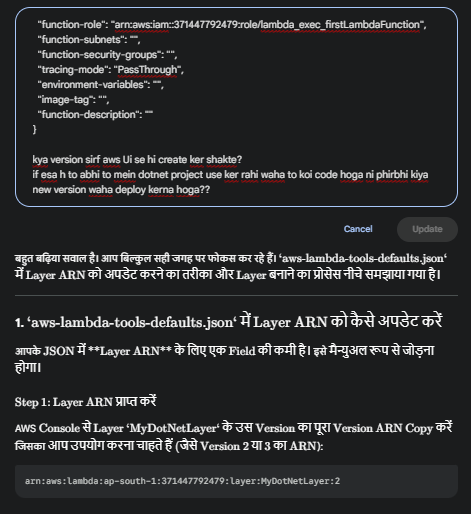 "function-role": "arn:aws:iam::371447792479:role/lambda_exec_firstLambdaFunction",
"function-subnets": "",
"function-security-groups": "",
"tracing-mode": "PassThrough",
"environment-variables": "",
"image-tag": "",
"function-description": ""
}
kya version sirf aws Ui se hi create ker shakte?
if esa h to abhi to mein dotnet project use ker rahi waha to koi code hoga ni phirbhi kiya
new version waha deploy kerna hoga??
Cancel
Update
बहुत बढ़िया सवाल है। आप बिल्कुल सही जगह पर फोकस कर रहे हैं। 'aws-lambda-tools-defaults.json'
में Layer ARN को अपडेट करने का तरीका और Layer बनाने का प्रोसेस नीचे समझाया गया है।
1. 'aws-lambda-tools-defaults.json' में Layer ARN को कैसे अपडेट करें
आपके JSON में **Layer ARN** के लिए एक Field की कमी है। इसे मैन्युअल रूप से जोड़ना
होगा।
Step 1: Layer ARN प्राप्त करें
AWS Console से Layer 'MyDotNetLayer' के उस Version का पूरा Version ARN Copy करें
जिसका आप उपयोग करना चाहते हैं (जैसे Version 2 या 3 का ARN):
arn:aws:lambda:ap-south-1:371447792479:layer:MyDotNetLayer:2